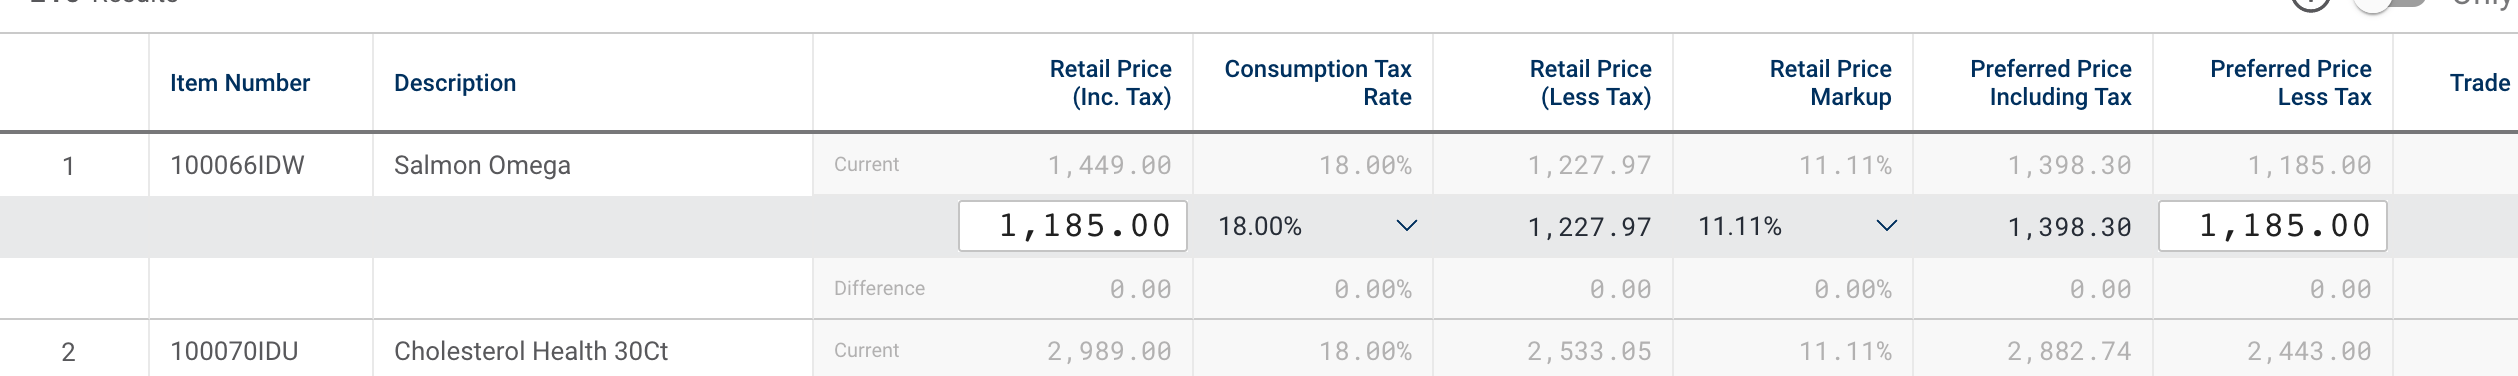 Results
Only
Item Number Description Retail Price (Inc. Tax) Consumption Tax Rate Retail Price (Less Tax) Retail Price Markup Preferred Price Including Tax Preferred Price Less Tax Trade
1 100066IDW Salmon Omega Current 1,449.00 18.00% 1,227.97 11.11% 1,398.30 1,185.00
1,185.00 18.00% 1,227.97 11.11% 1,398.30 1,185.00
Difference 0.00 0.00% 0.00 0.00% 0.00 0.00
2 100070IDU Cholesterol Health 30Ct Current 2,989.00 18.00% 2,533.05 11.11% 2,882.74 2,443.00